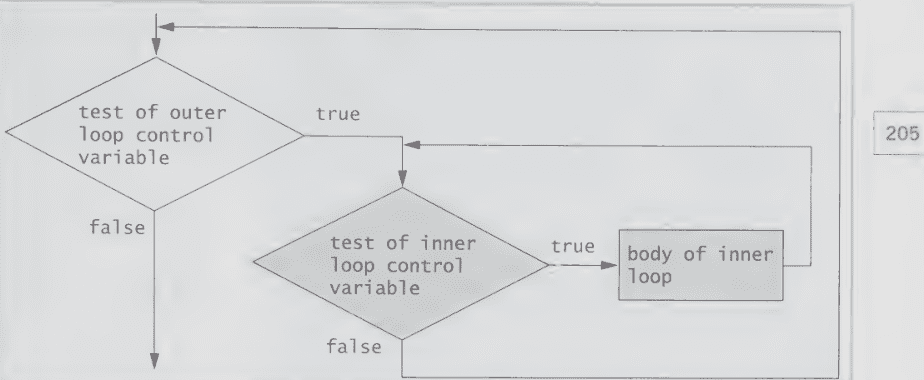 test of outer
loop control
variable
true
205
false
test of inner
loop control
variable
true
body of inner
loop
false